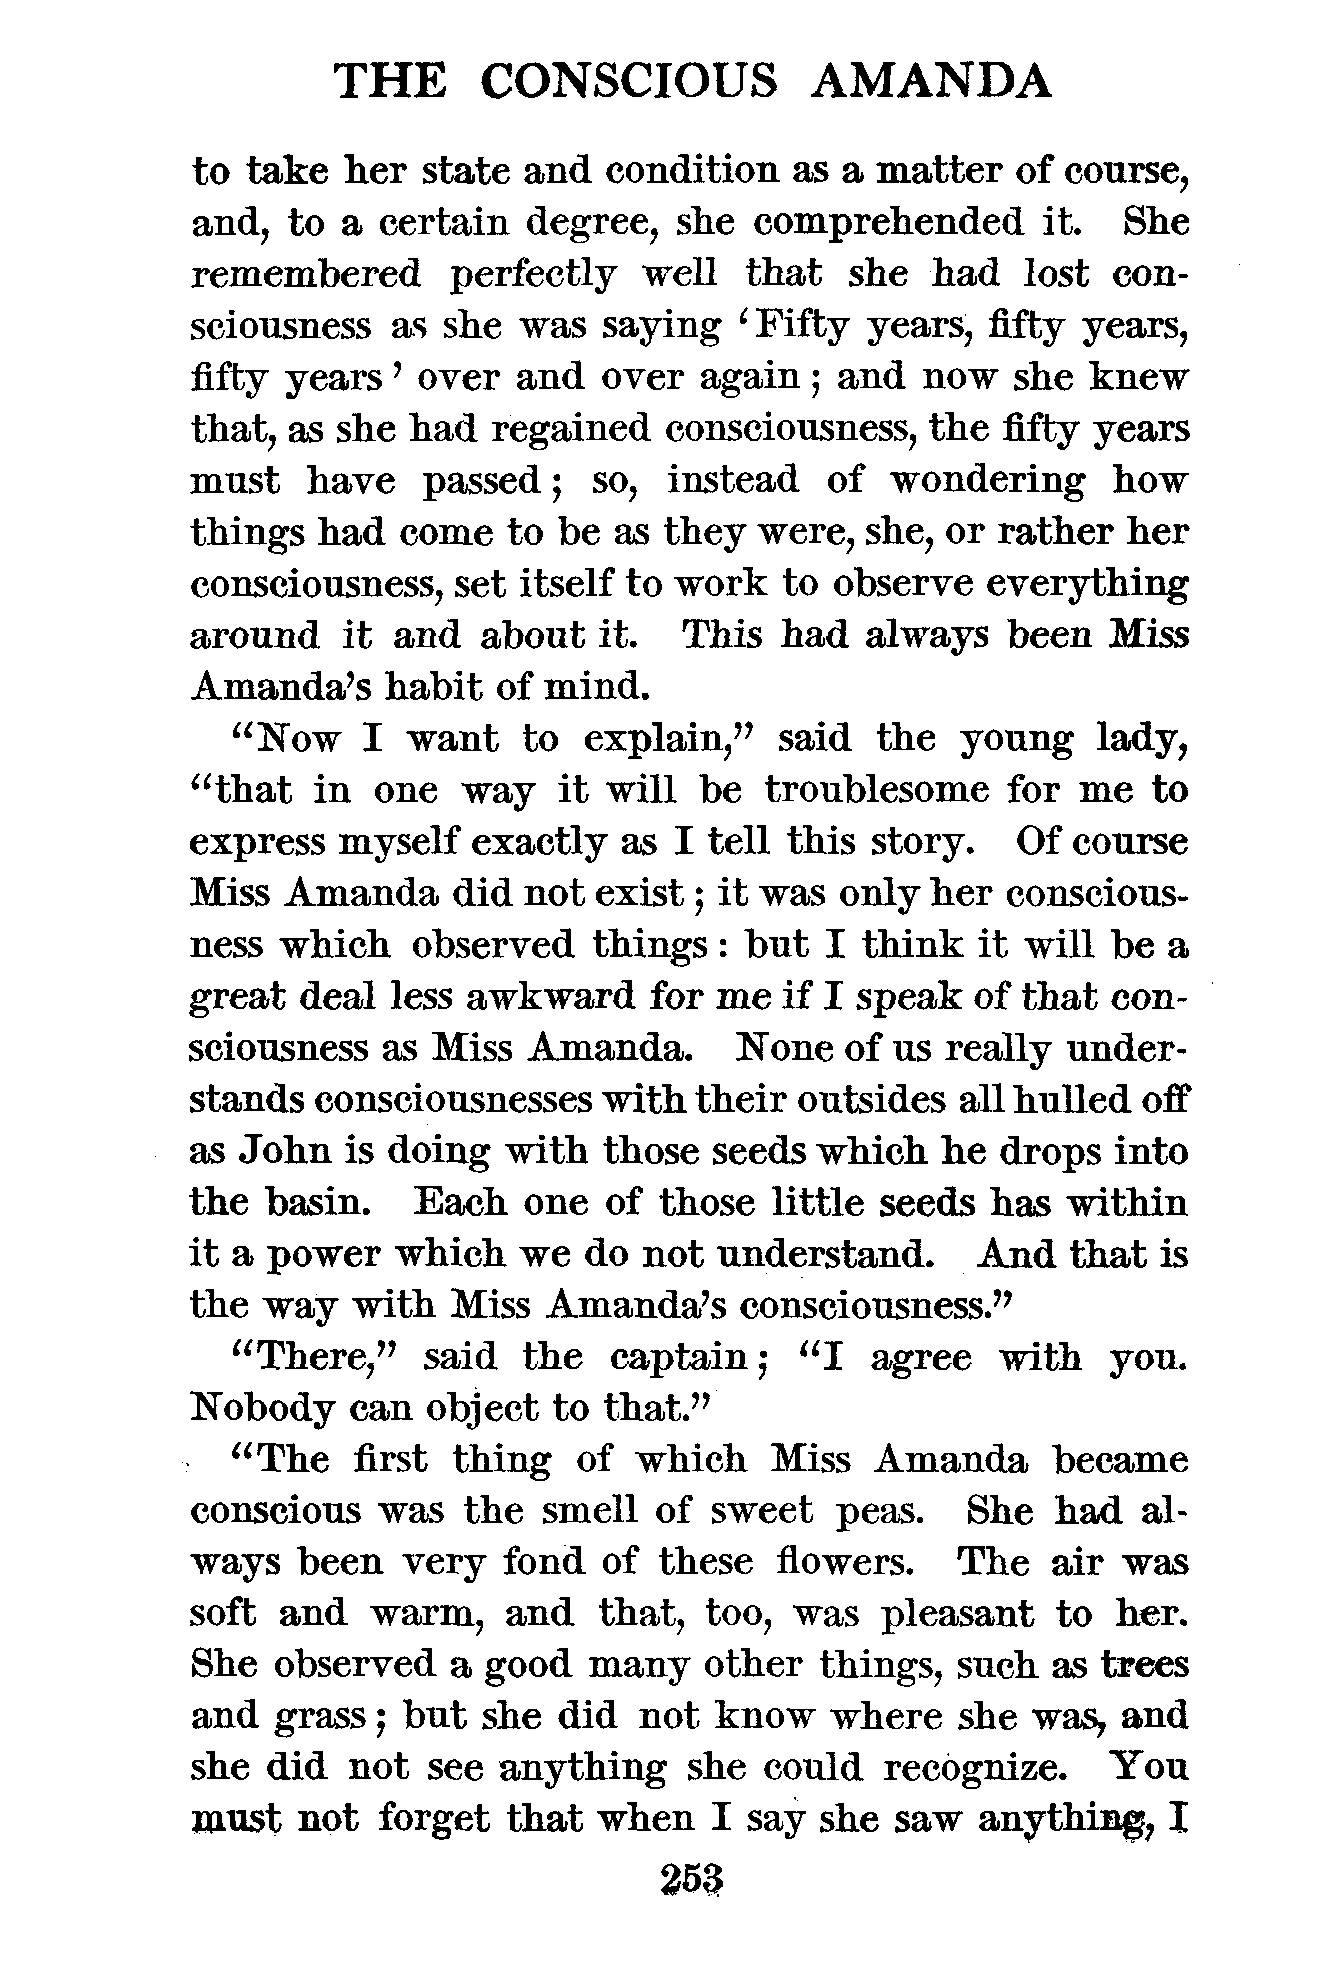 THE CONSCIOUS AMANDA
to take her state and condition as a matter of course,
and, to a certain degree, she comprehended it. She
remembered perfectly well that she had lost con-
sciousness as she was saying ‘Fifty years, fifty years,
fifty years’ over and over again; and now she knew
that, as she had regained consciousness, the fifty years
must have passed; so, instead of wondering how
things had come to be as they were, she, or rather her
consciousness, set itself to work to observe everything
around it and about it. This had always been Miss
Amanda’s habit of mind.
“Now I want to explain,” said the young lady,
“that in one way it will be troublesome for me to
express myself exactly as I tell this story. Of course
Miss Amanda did not exist; it was only her conscious-
ness which observed things: but I think it will be a
great deal less awkward for me if I speak of that con-
sciousness as Miss Amanda. None of us really under-
stands consciousnesses with their outsides all hulled off
as John is doing with those seeds which he drops into
the basin. Each one of those little seeds has within
it a power which we do not understand. And that is
the way with Miss Amanda’s consciousness.”
“There,” said the captain; “I agree with you.
Nobody can object to that.”
“The first thing of which Miss Amanda became
conscious was the smell of sweet peas. She had al-
ways been very fond of these flowers. The air was
soft and warm, and that, too, was pleasant to her.
She observed a good many other things, such as trees
and grass; but she did not know where she was, and
she did not see anything she could recognize. You
must not forget that when I say she saw anything, I
253